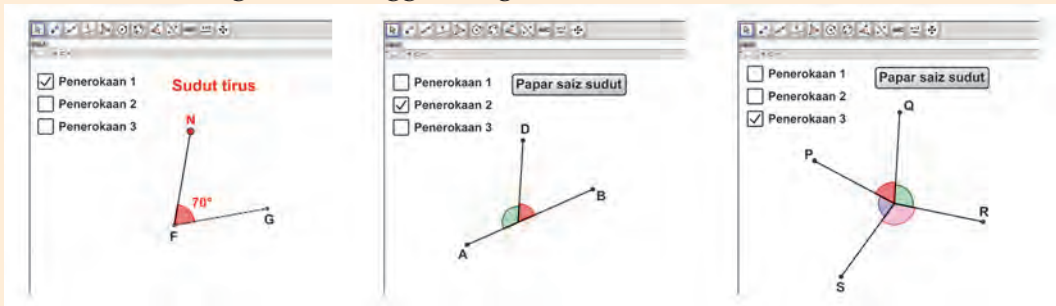 Penerokaan 1
Penerokaan 2
Penerokaan 3
Sudut tirus
N
70°
F
G
Penerokaan 1
Penerokaan 2
Penerokaan 3
Papar saiz sudut
D
B
A
Penerokaan 1
Penerokaan 2
Penerokaan 3
Papar saiz sudut
Q
P
R
S